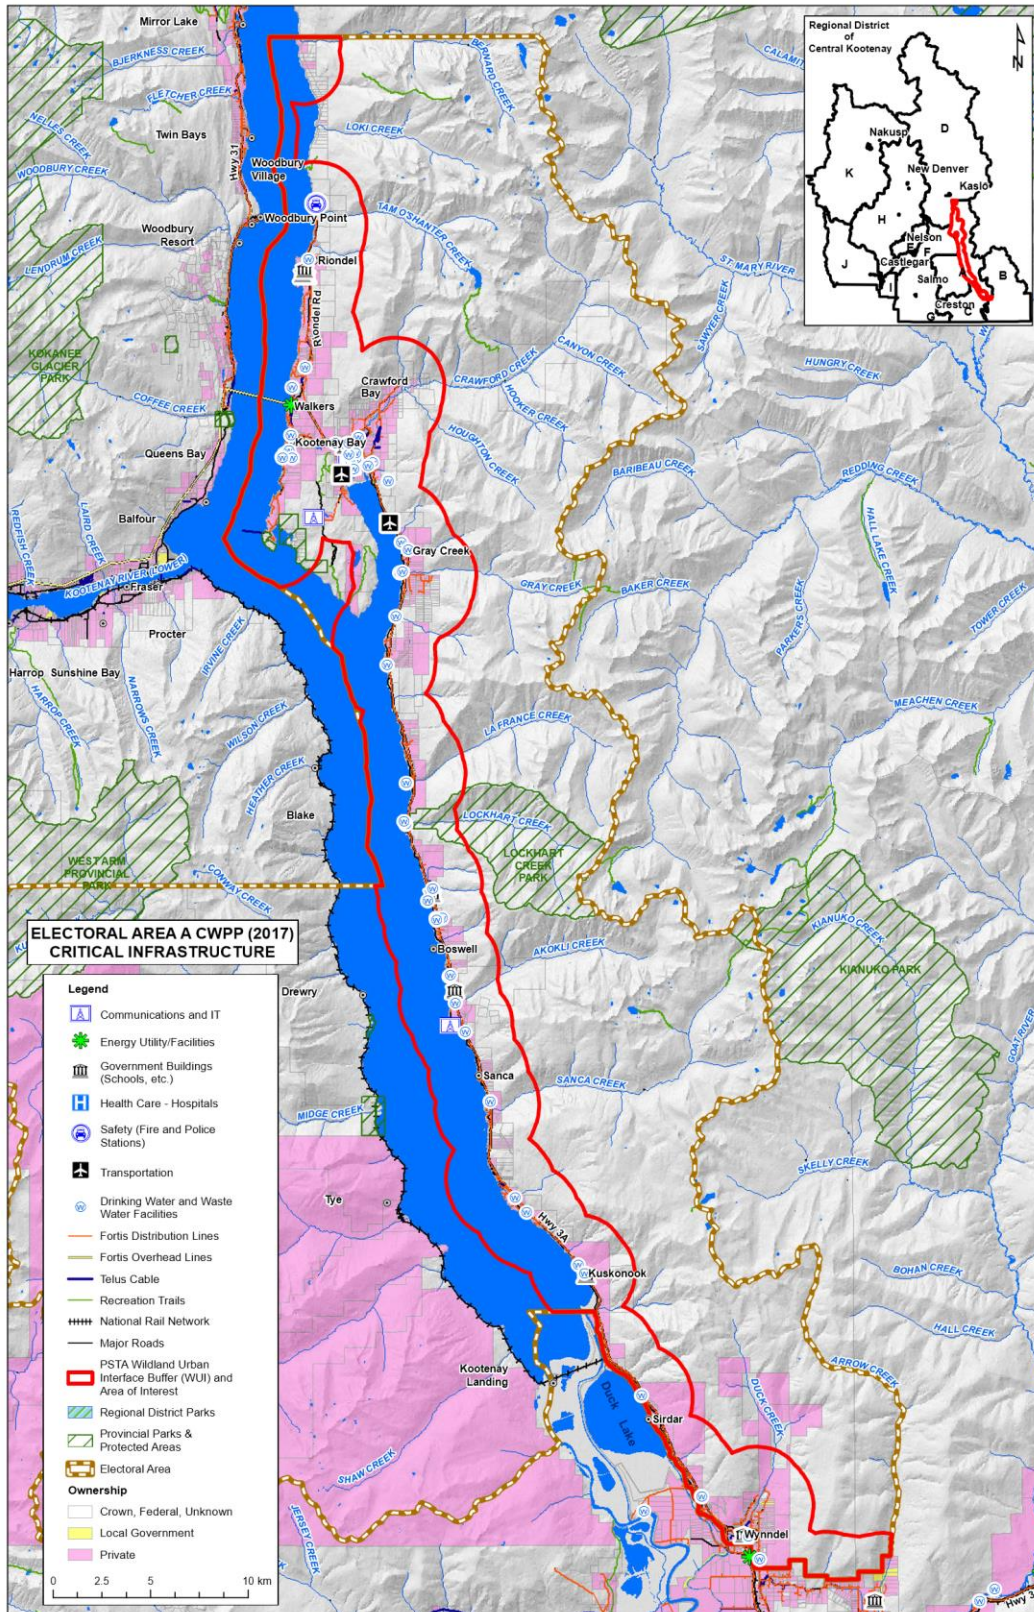 Mirror Lake
BJERKNESS CREEK
FLETCHER CREEK
NELLES CREEK
Twin Bays
Hwy 31
WOODBURY CREEK
Woodbury
Village
Woodbury Point
Woodbury
Resort
LENDRUM CREEK
BERNARD CREEK
LOKI CREEK
TAM O'SHANTER CREEK
ST. MARY RIVER
SAWYER CREEK
Riondel
Riondel Rd
Regional District
of
Central Kootenay
N
D
Nakusp
K
New Denver
Kaslo
H
Nelson
E
F
Castlegar
J
I
Salmo
A
B
Creston
G
C
KOKANEE
GLACIER
PARK
COFFEE CREEK
Walkers
Crawford
Bay
CRAWFORD CREEK
CANYON CREEK
HOOKER CREEK
HUNGRY CREEK
Queens Bay
Kootenay Bay
HOUGHTON CREEK
BARIBEAU CREEK
REDDING CREEK
HALL LAKE CREEK
Balfour
LAIRD CREEK
REDFISH CREEK
KOOTENAY RIVER (LOWER)
Fraser
Procter
Gray Creek
GRAY CREEK
BAKER CREEK
PARKERS CREEK
TOWER CREEK
Harrop
Sunshine Bay
IRVINE CREEK
HARROP CREEK
NARROWS CREEK
WILSON CREEK
HEATHER CREEK
LA FRANCE CREEK
MEACHEN CREEK
Blake
LOCKHART CREEK
LOCKHART
CREEK
PARK
WEST ARM
PROVINCIAL
PARK
CONWAY CREEK
KIANUKO CREEK
KIANUKO PARK
GOAT RIVER
Boswell
AKOKLI CREEK
ELECTORAL AREA A CWPP (2017)
CRITICAL INFRASTRUCTURE
Drewry
Sanca
SANCA CREEK
MIDGE CREEK
SKELLY CREEK
Tye
Hwy 3A
Kuskonook
BOHAN CREEK
HALL CREEK
ARROW CREEK
Kootenay
Landing
Duck Lake
Sirdar
DUCK CREEK
SHAW CREEK
JERSEY CREEK
Wynndel
Legend
Communications and IT
Energy Utility/Facilities
Government Buildings
(Schools, etc.)
H
Health Care - Hospitals
Safety (Fire and Police
Stations)
Transportation
W
Drinking Water and Waste
Water Facilities
Fortis Distribution Lines
Fortis Overhead Lines
Telus Cable
Recreation Trails
National Rail Network
Major Roads
PSTA Wildland Urban
Interface Buffer (WUI) and
Area of Interest
Regional District Parks
Provincial Parks &
Protected Areas
Electoral Area
Ownership
Crown, Federal, Unknown
Local Government
Private
0 2.5 5 10 km